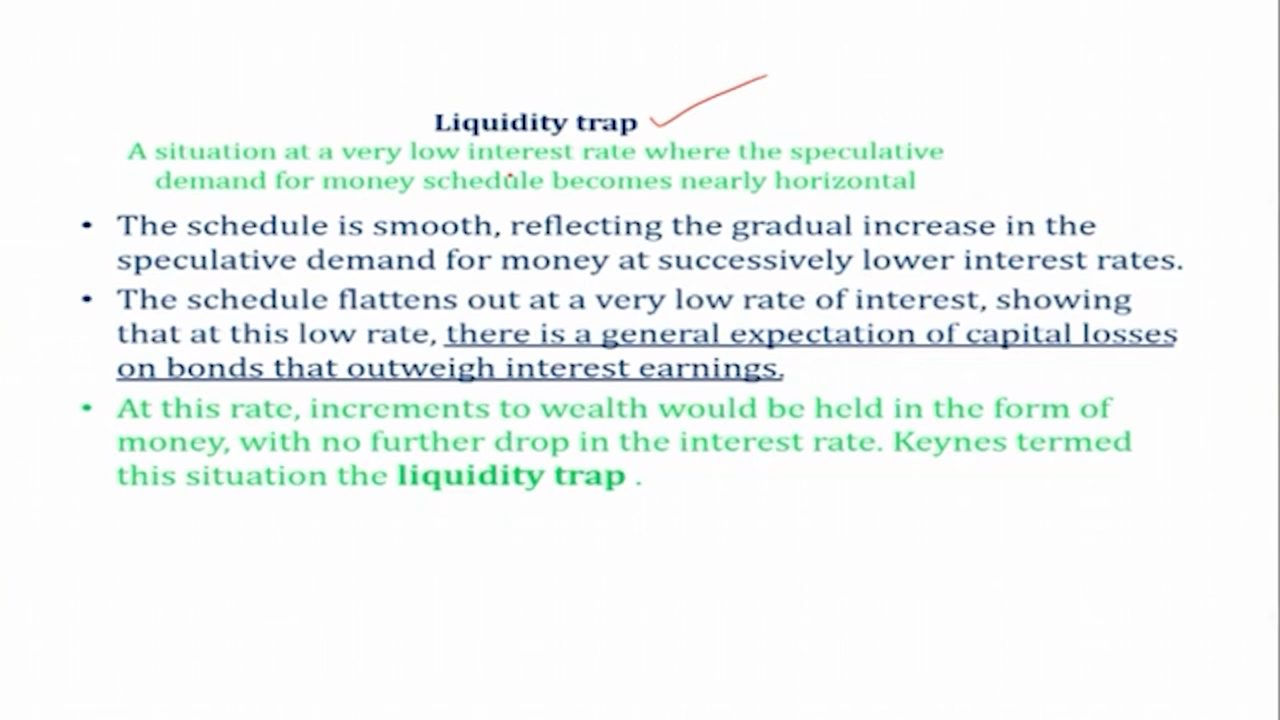 Liquidity trap
A situation at a very low interest rate where the speculative
demand for money schedule becomes nearly horizontal
• The schedule is smooth, reflecting the gradual increase in the
speculative demand for money at successively lower interest rates.
• The schedule flattens out at a very low rate of interest, showing
that at this low rate, there is a general expectation of capital losses
on bonds that outweigh interest earnings.
• At this rate, increments to wealth would be held in the form of
money, with no further drop in the interest rate. Keynes termed
this situation the liquidity trap .